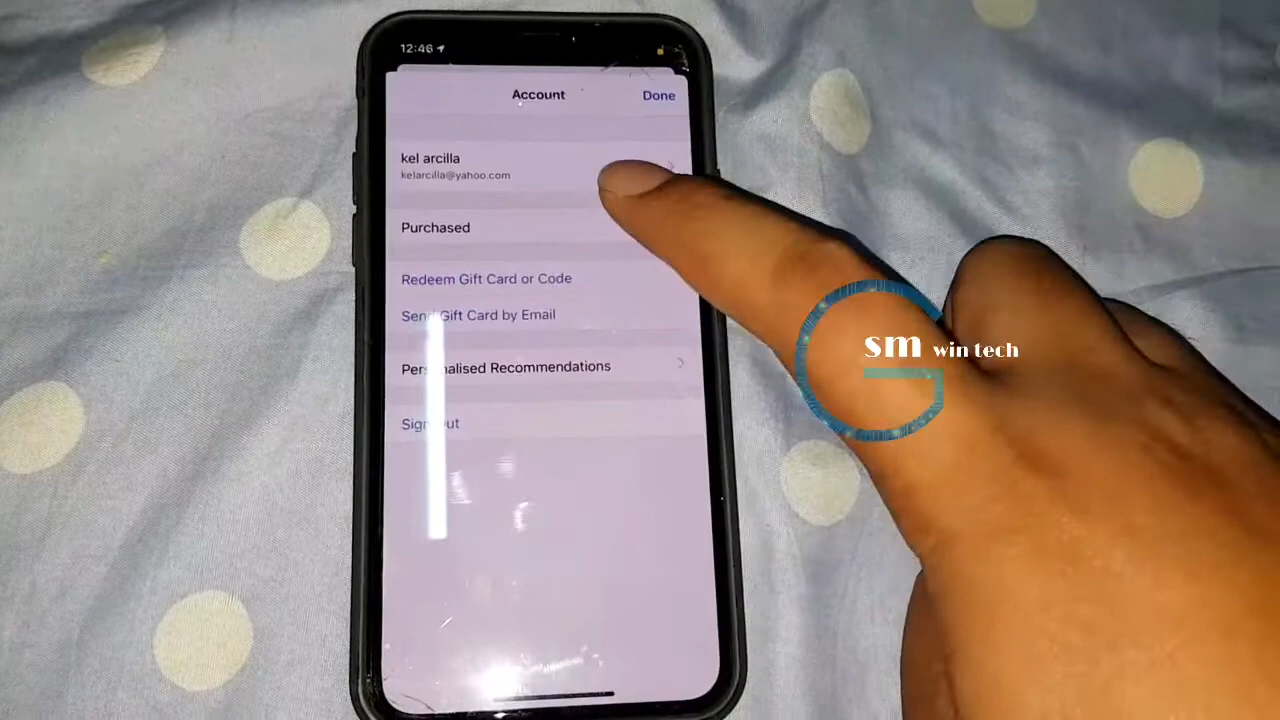 12:46
Account
Done
kel arcilla
kelarcilla@yahoo.com
Purchased
Redeem Gift Card or Code
Send Gift Card by Email
Personalised Recommendations
Sign Out
Gsm win tech